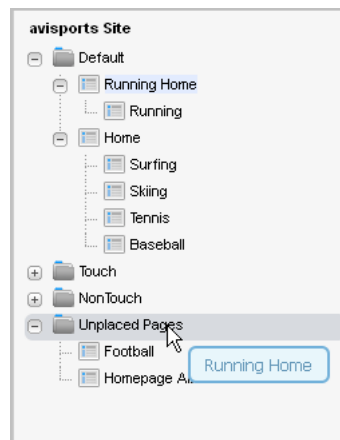 avisports Site
Default
Running Home
Running
Home
Surfing
Skiing
Tennis
Baseball
Touch
NonTouch
Unplaced Pages
Football
Running Home
Homepage